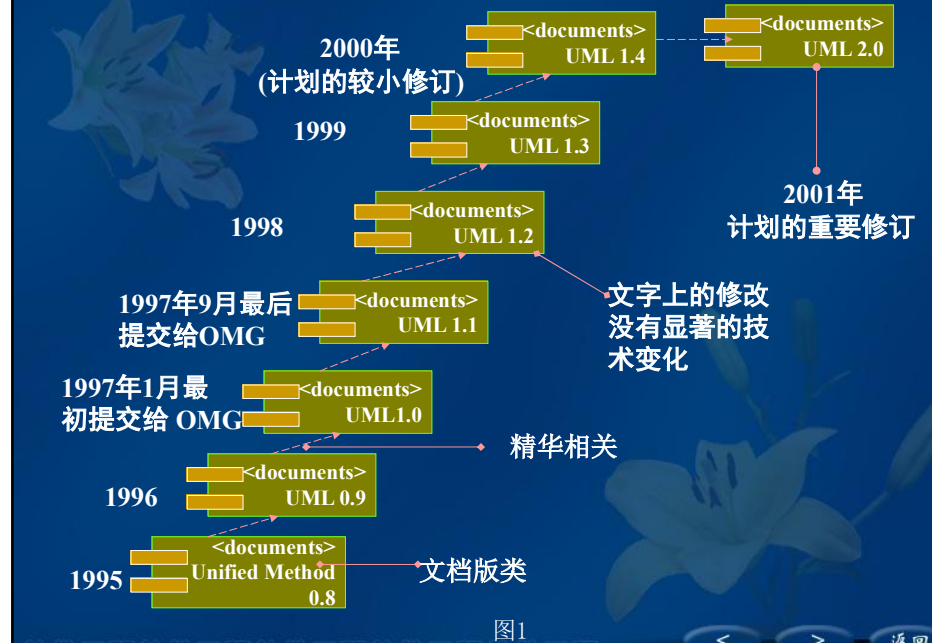 <documents>
UML 1.4
<documents>
UML 2.0
2000年
(计划的较小修订)
1999
<documents>
UML 1.3
2001年
计划的重要修订
1998
<documents>
UML 1.2
文字上的修改
没有显著的技
术变化
1997年9月最后
提交给OMG
<documents>
UML 1.1
1997年1月最
初提交给 OMG
<documents>
UML1.0
精华相关
1996
<documents>
UML 0.9
1995
<documents>
Unified Method
0.8
文档版类
图1
<
>
返回